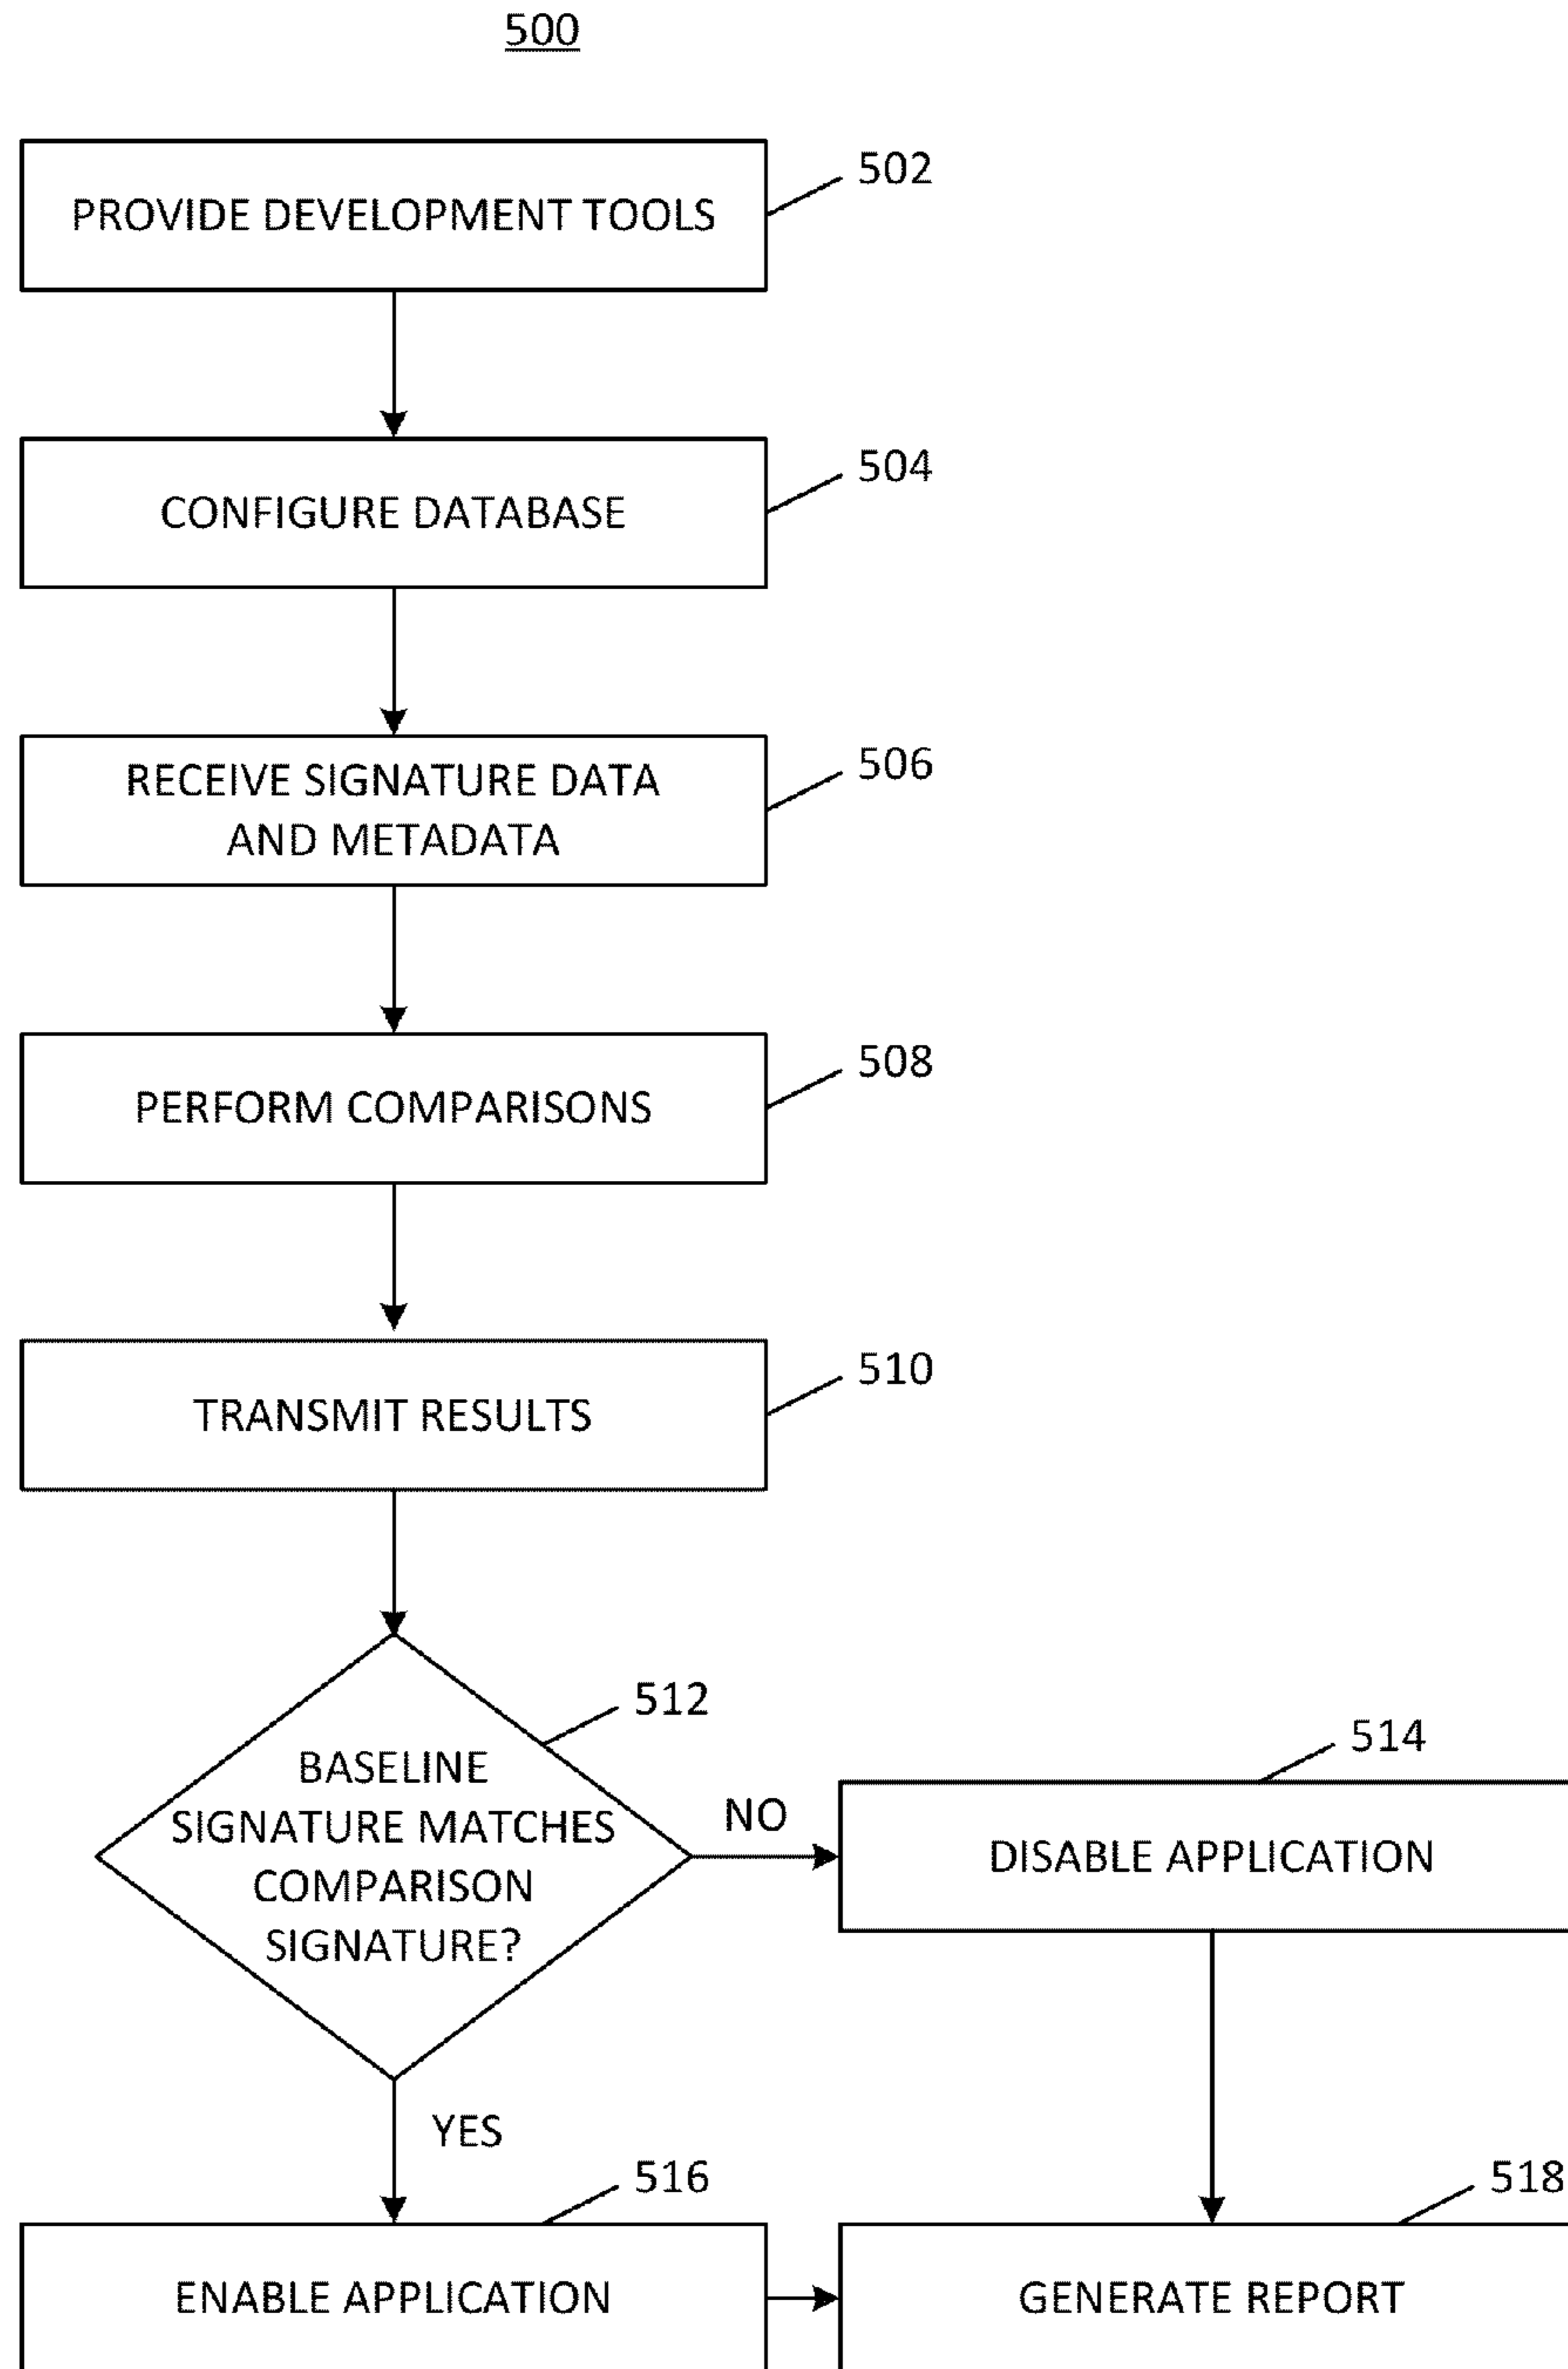 500
PROVIDE DEVELOPMENT TOOLS
502
CONFIGURE DATABASE
504
RECEIVE SIGNATURE DATA
AND METADATA
506
PERFORM COMPARISONS
508
TRANSMIT RESULTS
510
BASELINE
SIGNATURE MATCHES
COMPARISON
SIGNATURE?
512
NO
DISABLE APPLICATION
514
YES
ENABLE APPLICATION
516
GENERATE REPORT
518